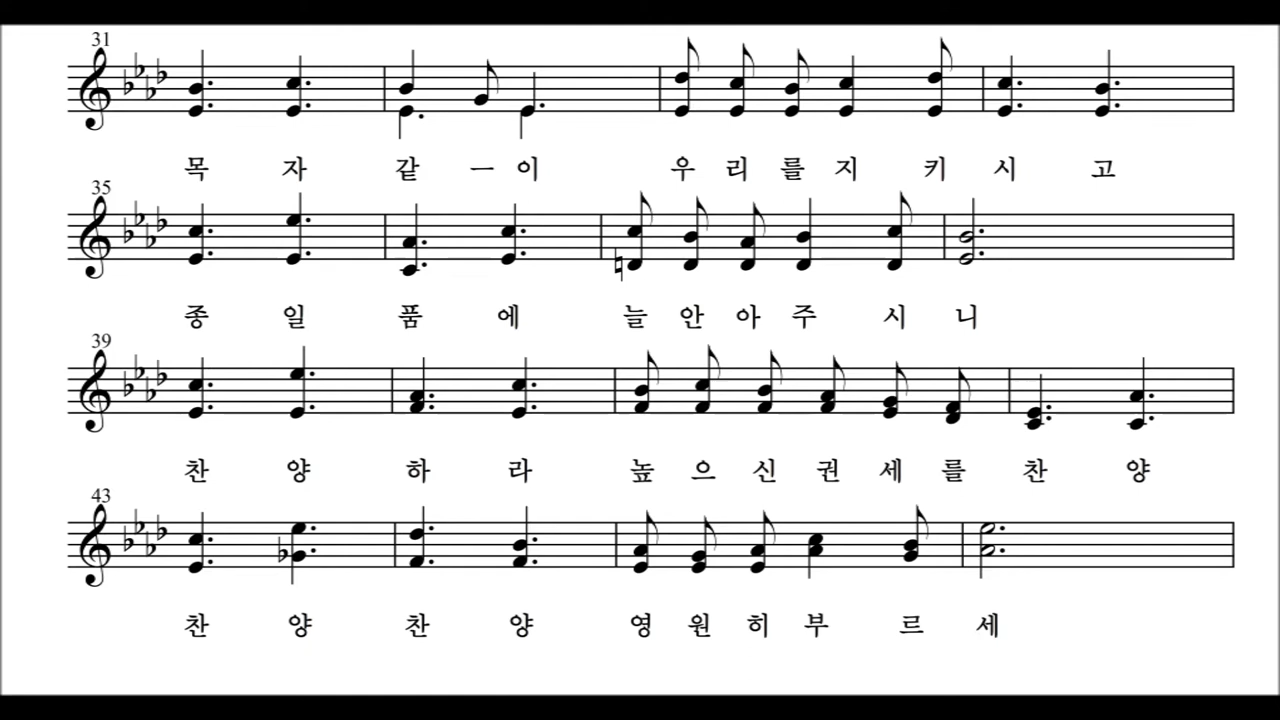 31
목 자 같 ㅡ 이 우 리 를 지 키 시 고
35
종 일 품 에 늘 안 아 주 시 니
39
찬 양 하 라 높 으 신 권 세 를 찬 양
43
찬 양 찬 양 영 원 히 부 르 세